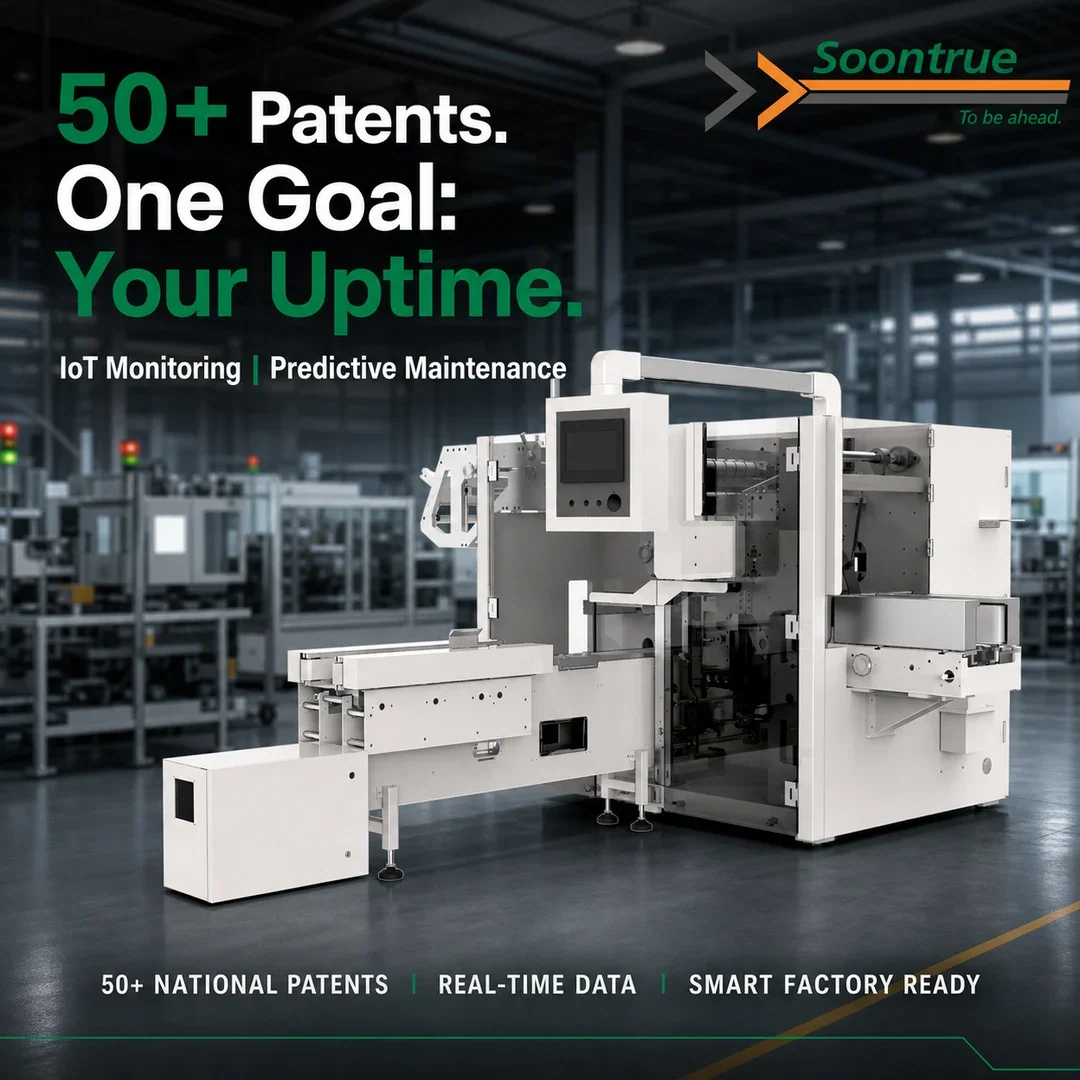 Soontrue
To be ahead.
50+ Patents.
One Goal:
Your Uptime.
IoT Monitoring | Predictive Maintenance
50+ NATIONAL PATENTS | REAL-TIME DATA | SMART FACTORY READY